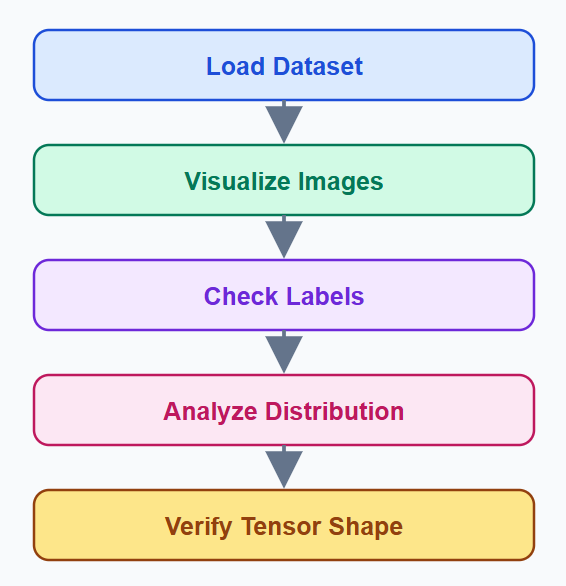 Load Dataset
Visualize Images
Check Labels
Analyze Distribution
Verify Tensor Shape